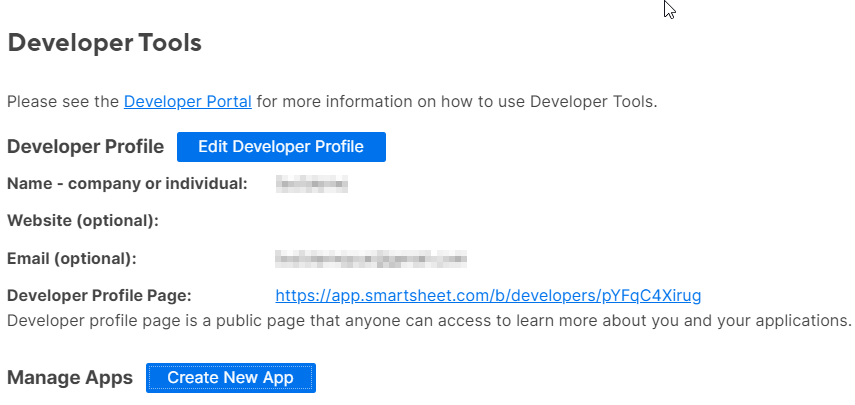 Developer Tools
Please see the Developer Portal for more information on how to use Developer Tools.
Developer Profile Edit Developer Profile
Name - company or individual:
Website (optional):
Email (optional):
Developer Profile Page: https://app.smartsheet.com/b/developers/pYFqC4Xirug
Developer profile page is a public page that anyone can access to learn more about you and your applications.
Manage Apps Create New App